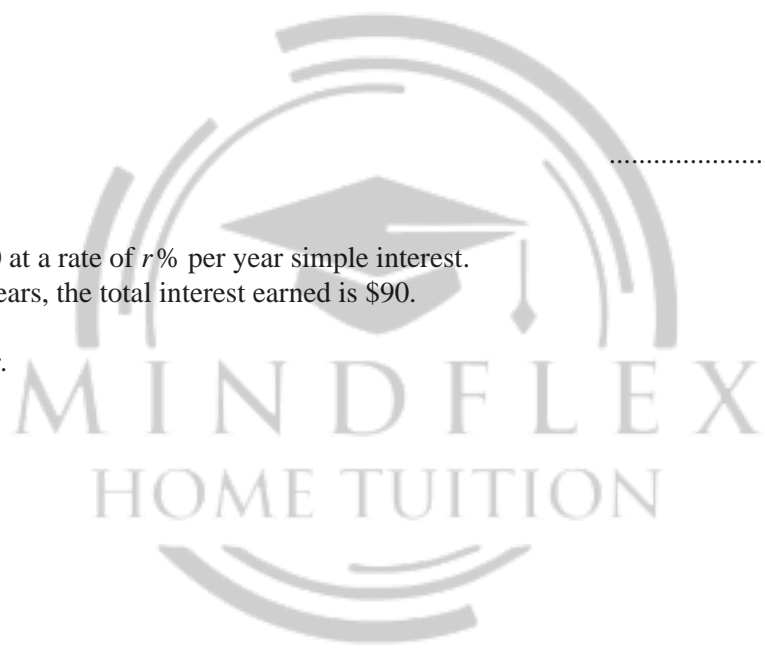 .....................
) at a rate of r% per year simple interest.
ears, the total interest earned is $90.
MINDFLEX
HOME TUITION